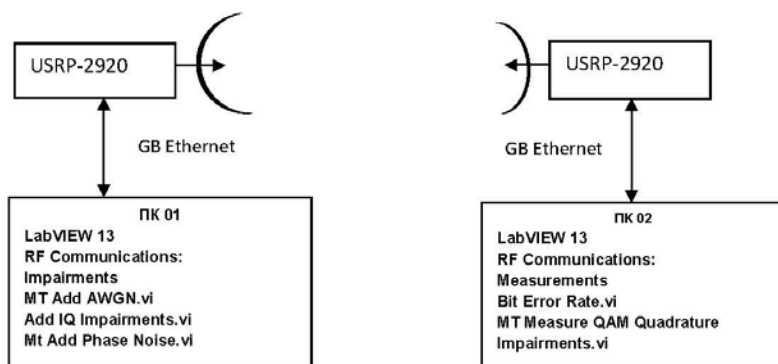 USRP-2920
GB Ethernet
ПК 01
LabVIEW 13
RF Communications:
Impairments
MT Add AWGN.vi
Add IQ Impairments.vi
Mt Add Phase Noise.vi
USRP-2920
GB Ethernet
ПК 02
LabVIEW 13
RF Communications:
Measurements
Bit Error Rate.vi
MT Measure QAM Quadrature
Impairments.vi